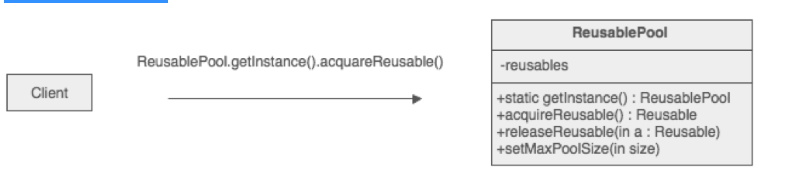 ReusablePool
ReusablePool.getInstance().acquareReusable()
-reusables
Client
+static getInstance() : ReusablePool
+acquireReusable() : Reusable
+releaseReusable(in a : Reusable)
+setMaxPoolSize(in size)